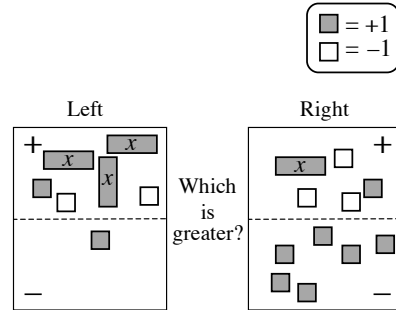 = +1
= −1
Left
Right
+
x
x
x
−
Which
is
greater?
+
x
−